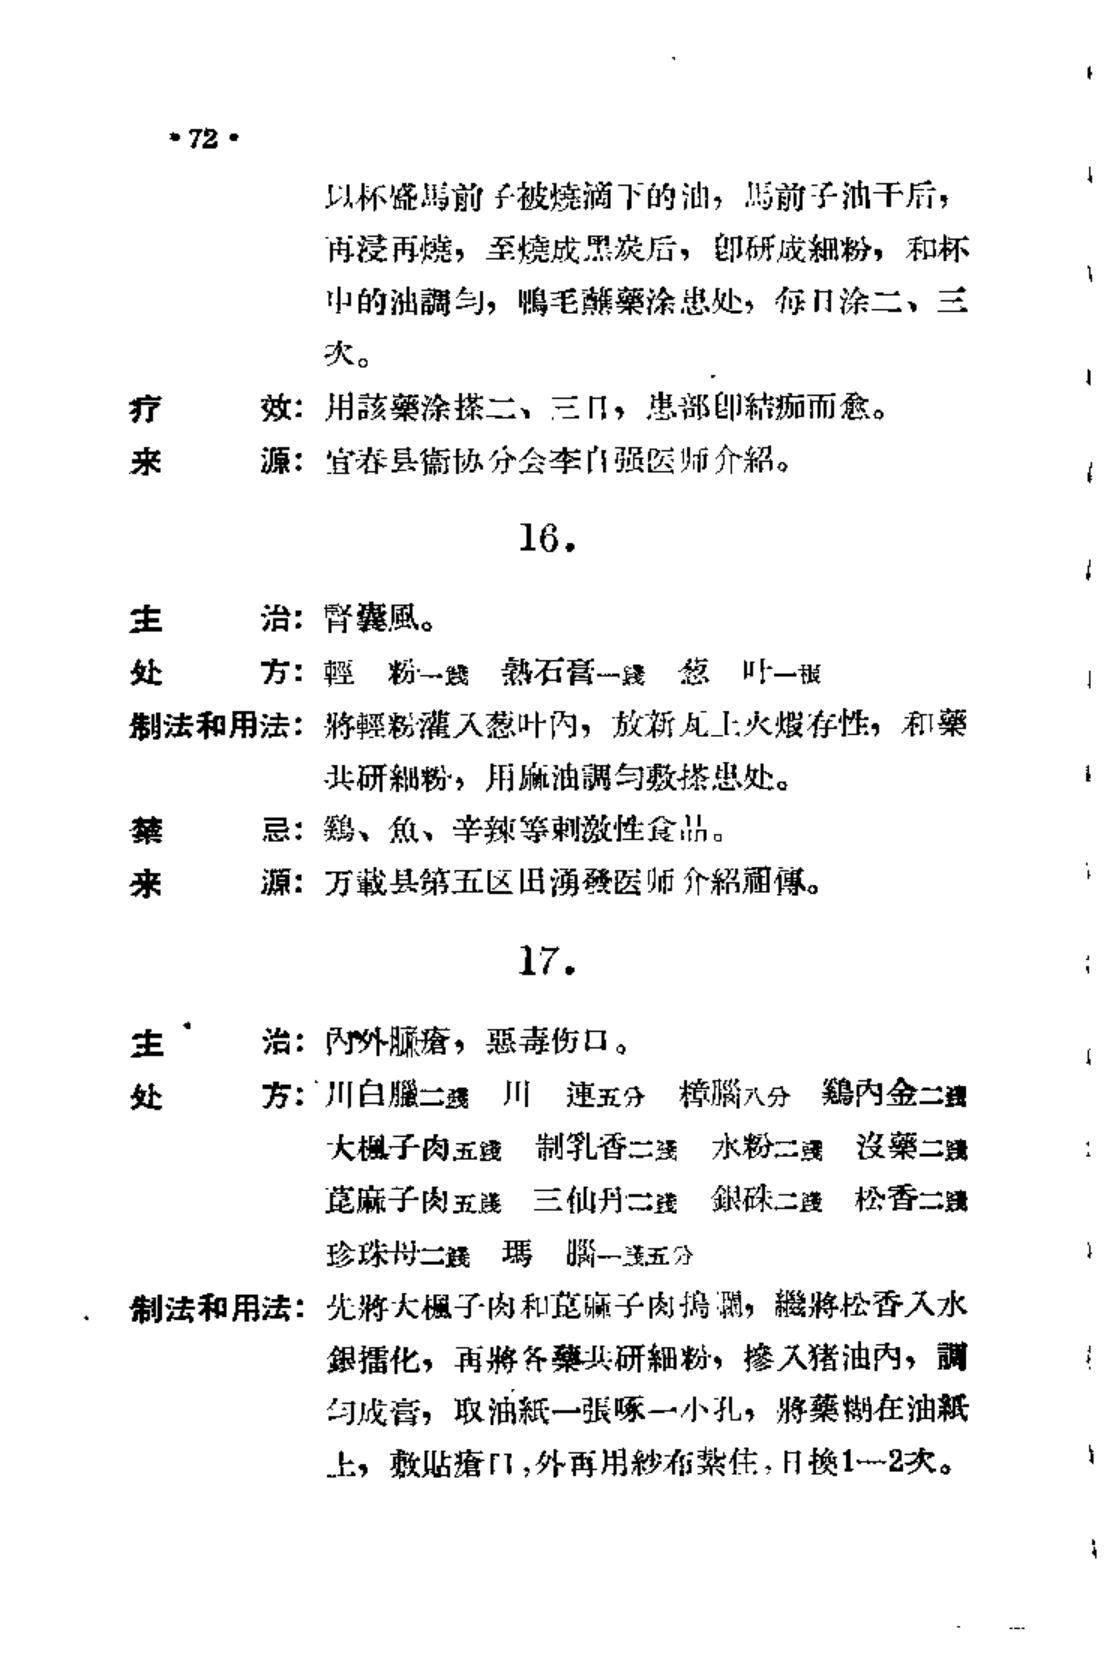 •72•
以杯盛馬前子被燒滴下的油，馬前子油干后，
再浸再燒，至燒成黑炭后，卽研成細粉，和杯
中的油調匀，鴨毛蘸藥涂患处，每日涂二、三
次。
疗　　　效：用該藥涂搽二、三日，患部卽結痂而愈。
来　　　源：宜春县衞协分会李自强医师介紹。
16.
主　　　治：腎囊風。
处　　　方：輕　粉一錢　熟石膏一錢　葱　叶一根
制法和用法：將輕粉灌入葱叶內，放新瓦上火煆存性，和藥
共研細粉，用麻油調匀敷搽患处。
禁　　　忌：鷄、魚、辛辣等刺激性食品。
来　　　源：万載县第五区田湧發医师介紹祖傳。
17.
主　　　治：內外臁瘡，惡毒伤口。
处　　　方：川白臘二錢　川　連五分　樟腦八分　鷄內金二錢
大楓子肉五錢　制乳香二錢　水粉二錢　沒藥二錢
萞麻子肉五錢　三仙丹二錢　銀硃二錢　松香二錢
珍珠母二錢　瑪　腦一錢五分
制法和用法：先將大楓子肉和萞麻子肉搗爛，繼將松香入水
銀擂化，再將各藥共研細粉，摻入猪油內，調
匀成膏，取油紙一張啄一小孔，將藥糊在油紙
上，敷貼瘡口，外再用紗布紮住，日換1—2次。